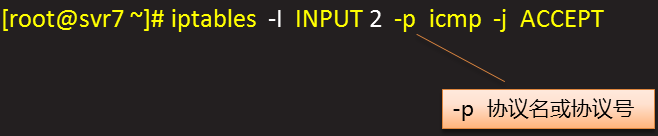 [root@svr7 ~]# iptables -I INPUT 2 -p icmp -j ACCEPT
-p 协议名或协议号